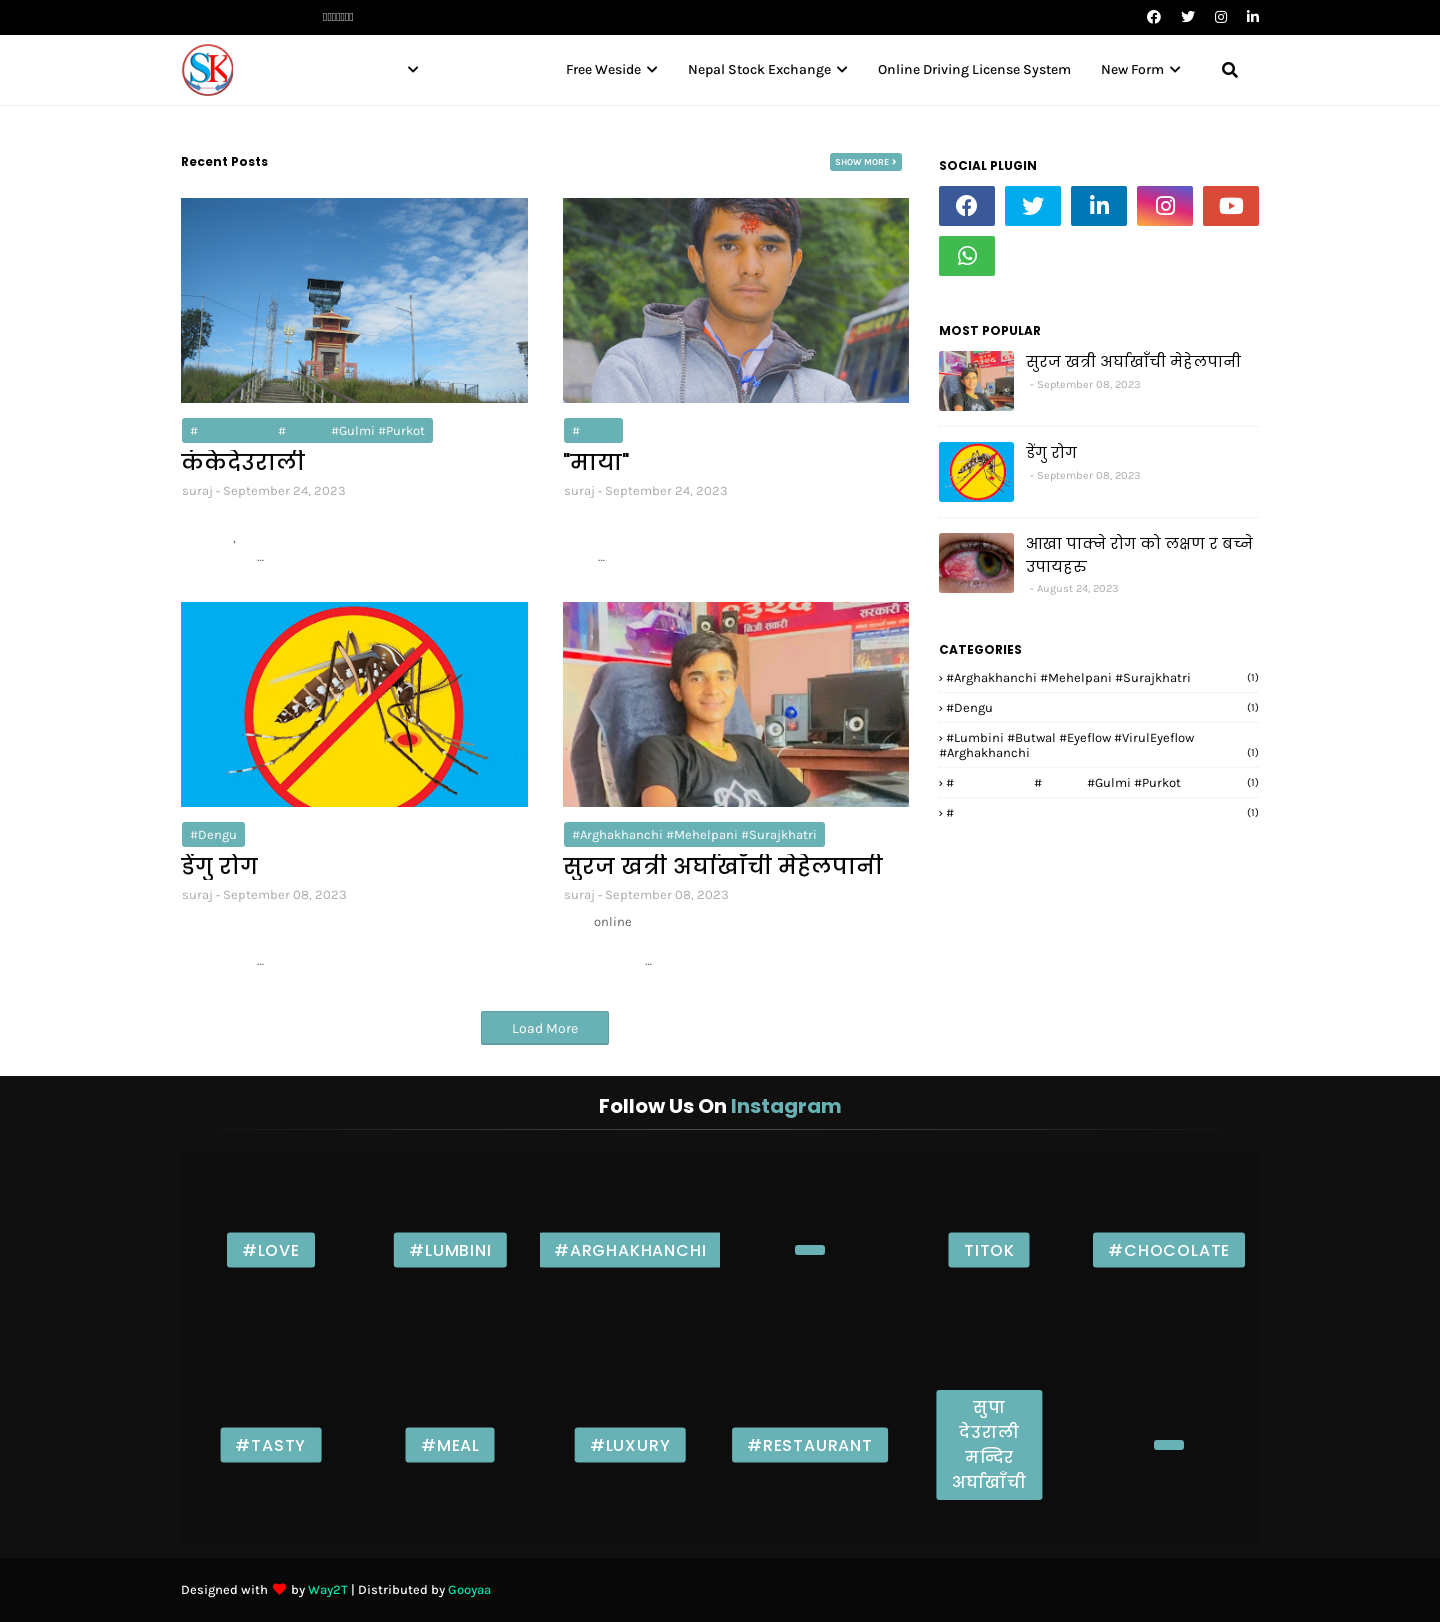 SK
Free Weside
Nepal Stock Exchange
Online Driving License System
New Form
Recent Posts
SHOW MORE ›
# # #Gulmi #Purkot
कंकेदेउराली
suraj - September 24, 2023
,
...
#
"माया"
suraj - September 24, 2023
...
#Dengu
डेंगु रोग
suraj - September 08, 2023
...
#Arghakhanchi #Mehelpani #Surajkhatri
सुरज खत्री अर्घाखाँची मेहेलपानी
suraj - September 08, 2023
online
...
Load More
SOCIAL PLUGIN
MOST POPULAR
सुरज खत्री अर्घाखाँची मेहेलपानी
- September 08, 2023
डेंगु रोग
- September 08, 2023
आखा पाक्ने रोग को लक्षण र बच्ने
उपायहरु
- August 24, 2023
CATEGORIES
› #Arghakhanchi #Mehelpani #Surajkhatri (1)
› #Dengu (1)
› #Lumbini #Butwal #Eyeflow #VirulEyeflow
#Arghakhanchi (1)
› # # #Gulmi #Purkot (1)
› # (1)
Follow Us On Instagram
#LOVE
#LUMBINI
#ARGHAKHANCHI
TITOK
#CHOCOLATE
#TASTY
#MEAL
#LUXURY
#RESTAURANT
सुपा
देउराली
मन्दिर
अर्घाखाँची
Designed with ♥ by Way2T | Distributed by Gooyaa